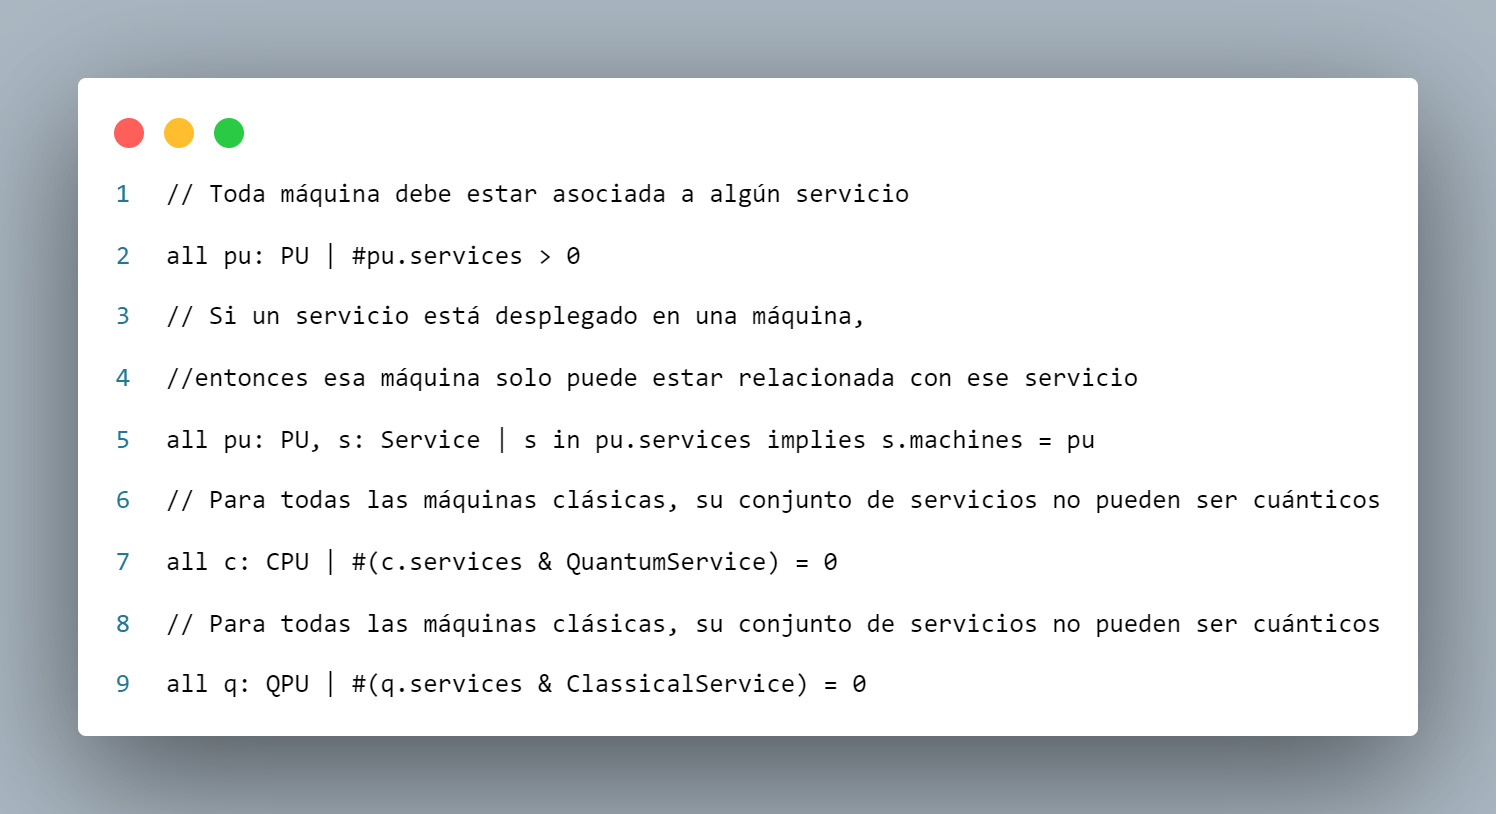 1 // Toda máquina debe estar asociada a algún servicio
2 all pu: PU | #pu.services > 0
3 // Si un servicio está desplegado en una máquina,
4 //entonces esa máquina solo puede estar relacionada con ese servicio
5 all pu: PU, s: Service | s in pu.services implies s.machines = pu
6 // Para todas las máquinas clásicas, su conjunto de servicios no pueden ser cuánticos
7 all c: CPU | #(c.services & QuantumService) = 0
8 // Para todas las máquinas clásicas, su conjunto de servicios no pueden ser cuánticos
9 all q: QPU | #(q.services & ClassicalService) = 0